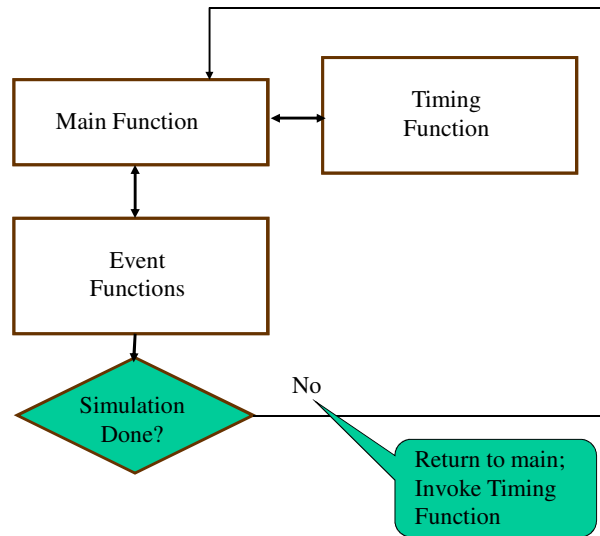 Main Function
Timing
Function
Event
Functions
Simulation
Done?
No
Return to main;
Invoke Timing
Function